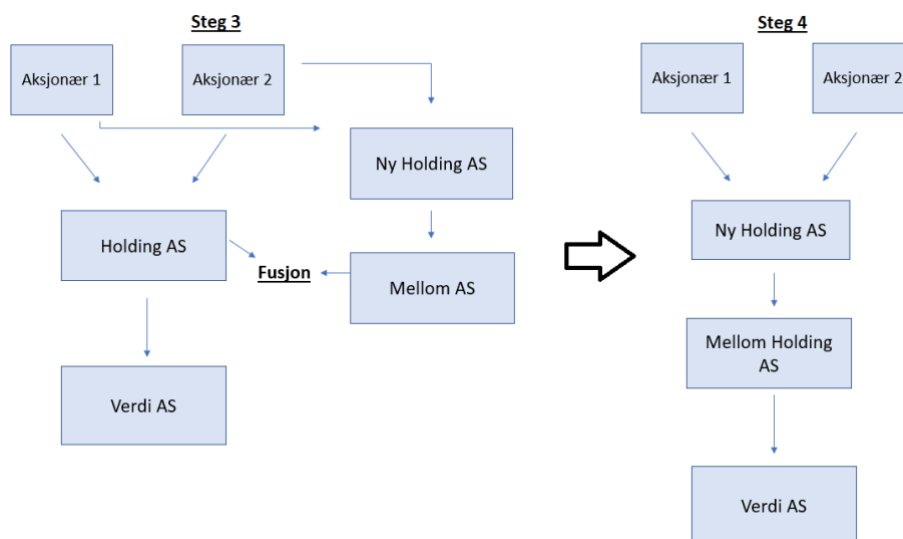 Steg 3
Aksjonær 1
Aksjonær 2
Ny Holding AS
Holding AS
Fusjon
Mellom AS
Verdi AS
Steg 4
Aksjonær 1
Aksjonær 2
Ny Holding AS
Mellom Holding
AS
Verdi AS